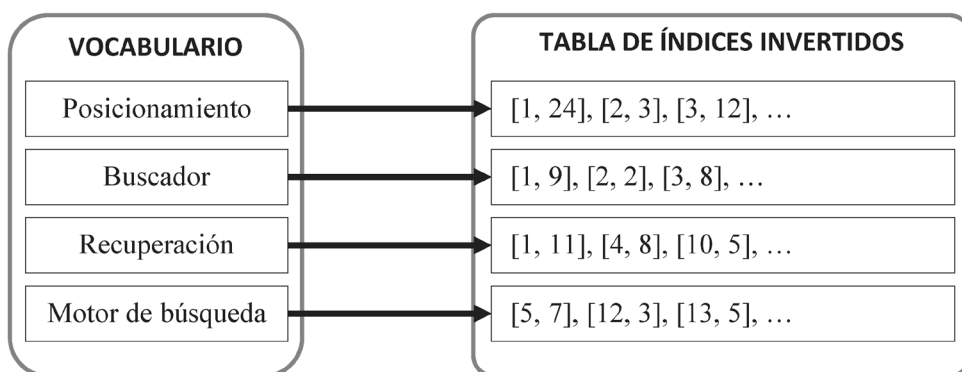 VOCABULARIO
TABLA DE ÍNDICES INVERTIDOS
Posicionamiento
[1, 24], [2, 3], [3, 12], …
Buscador
[1, 9], [2, 2], [3, 8], …
Recuperación
[1, 11], [4, 8], [10, 5], …
Motor de búsqueda
[5, 7], [12, 3], [13, 5], …